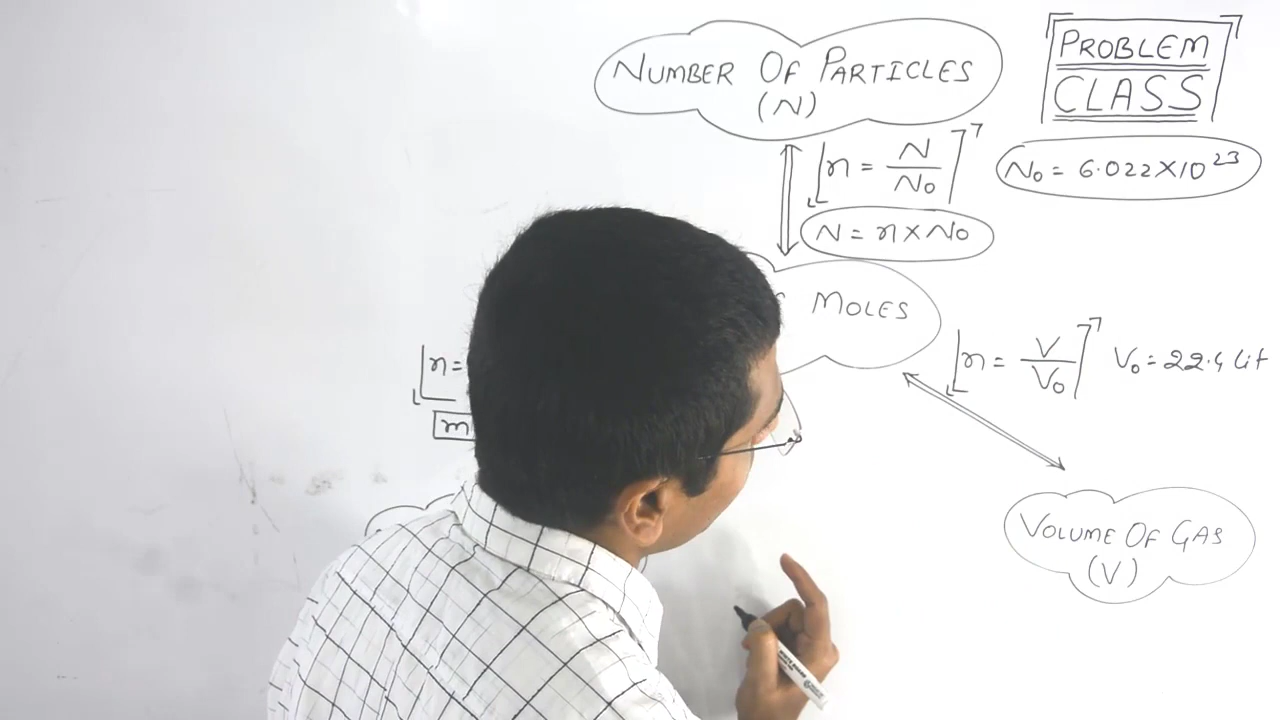 PROBLEM
CLASS
NUMBER OF PARTICLES
(N)
n = N/N₀
N₀ = 6.022×10²³
N = n×N₀
MOLES
n =
m
n = V/V₀
V₀ = 22.4 lit
VOLUME OF GAS
(V)